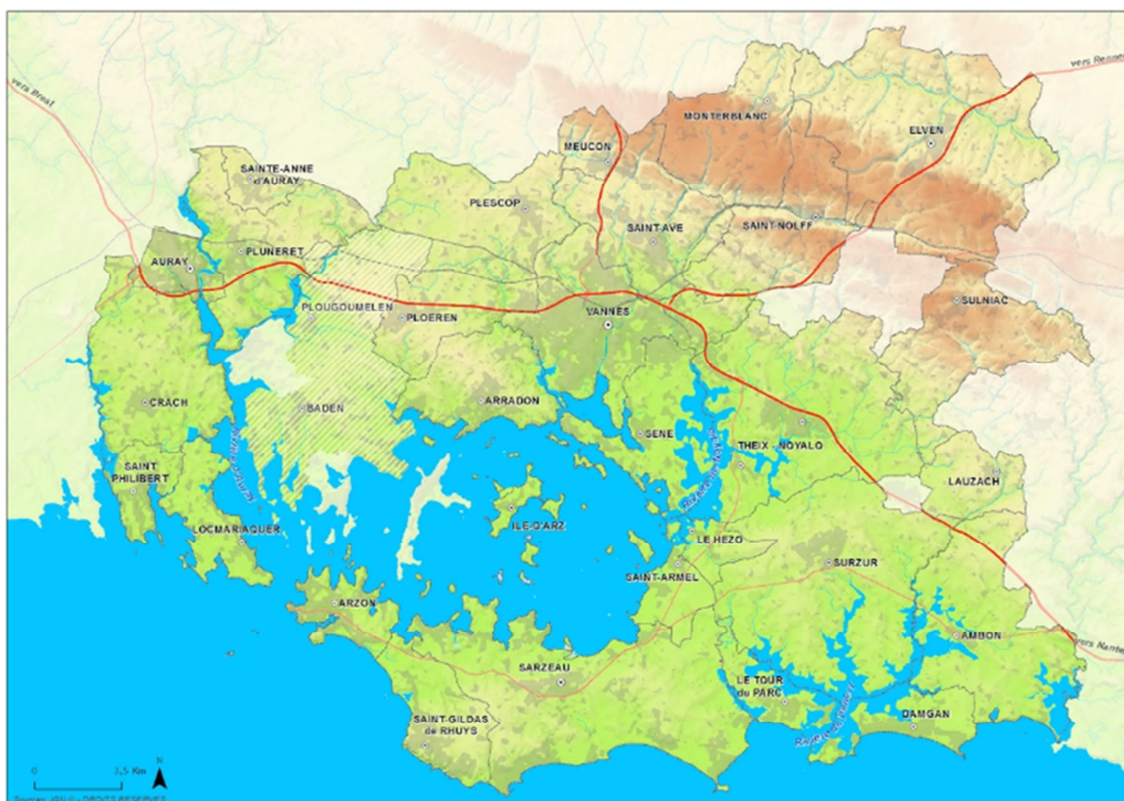 vers Brest
vers Rennes
MONTERBLANC
ELVEN
MEUCON
SAINTE-ANNE
d'AURAY
PLESCOP
SAINT-AVE
SAINT-NOLFF
PLUNERET
AURAY
PLOUGOUMELEN
PLOEREN
VANNES
SULNIAC
CRACH
BADEN
ARRADON
SENE
THEIX - NOYALO
SAINT
PHILIBERT
LAUZACH
LOCMARIAQUER
ILE-D'ARZ
LE HEZO
SAINT-ARMEL
SURZUR
ARZON
AMBON
vers Nantes
SARZEAU
LE TOUR
du PARC
DAMGAN
SAINT-GILDAS
de RHUYS
0 3,5 Km
N